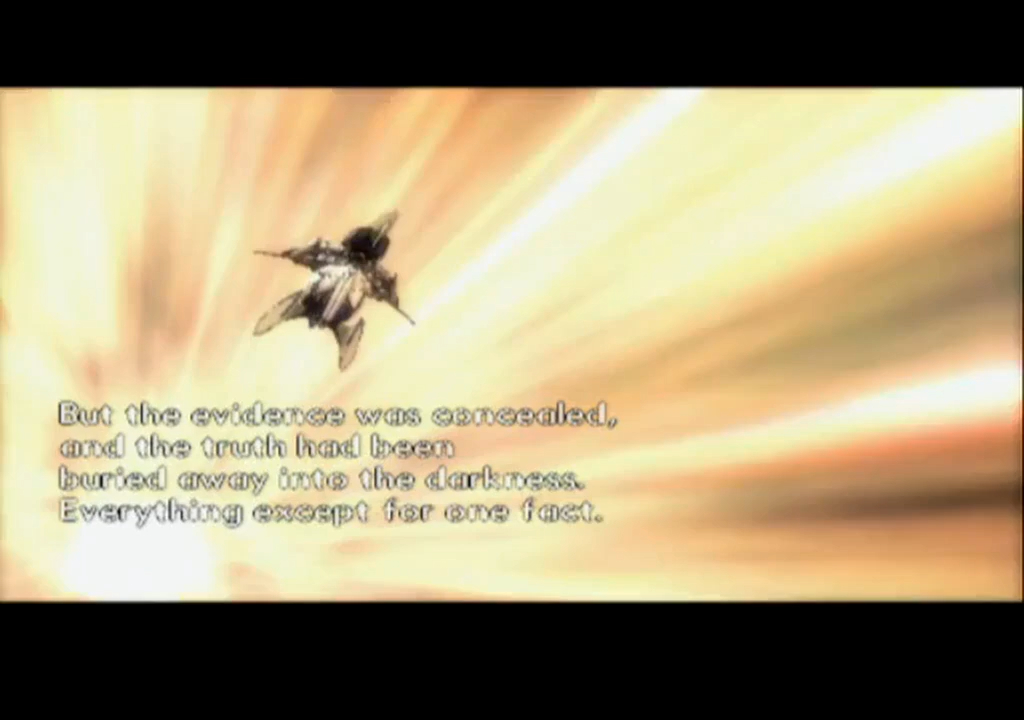 But the evidence was concealed,
and the truth had been
buried away into the darkness.
Everything except for one fact.